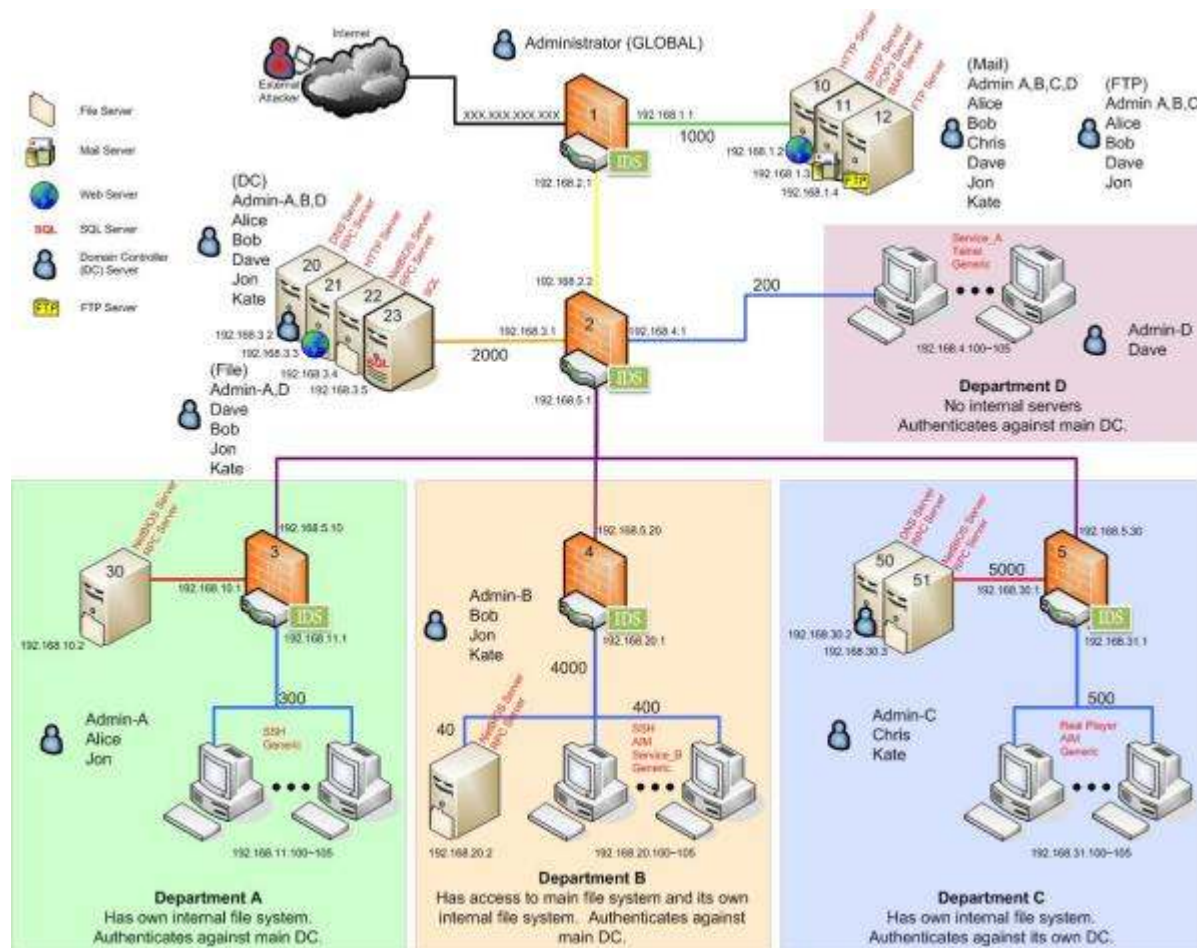 Internet
Administrator (GLOBAL)
External
Attacker
XXX.XXX.XXX.XXX
1
192.168.1.1
1000
IDS
192.168.2.1
HTTP Server
SMTP Server
POP3 Server
IMAP Server
FTP Server
10
11
12
192.168.1.2
192.168.1.3
192.168.1.4
FTP
(Mail)
Admin A,B,C,D
Alice
Bob
Chris
Dave
Jon
Kate
(FTP)
Admin A,B,C
Alice
Bob
Dave
Jon
File Server
Mail Server
Web Server
SQL
SQL Server
Domain Controller
(DC) Server
FTP
FTP Server
(DC)
Admin-A,B,D
Alice
Bob
Dave
Jon
Kate
DNS Server
RPC Server
HTTP Server
NetBIOS Server
RPC Server
SQL
20
21
22
23
SQL
192.168.3.2
192.168.3.3
192.168.3.4
192.168.3.5
2000
192.168.3.1
192.168.2.2
2
192.168.4.1
IDS
192.168.5.1
200
(File)
Admin-A,D
Dave
Bob
Jon
Kate
Service_A
Telnet
Generic
192.168.4.100~105
Admin-D
Dave
Department D
No internal servers
Authenticates against main DC.
NetBIOS Server
RPC Server
30
192.168.10.2
192.168.10.1
192.168.5.10
3
IDS
192.168.11.1
300
Admin-A
Alice
Jon
SSH
Generic
192.168.11.100~105
Department A
Has own internal file system.
Authenticates against main DC.
192.168.5.20
4
IDS
192.168.20.1
Admin-B
Bob
Jon
Kate
4000
400
40
NetBIOS Server
RPC Server
SSH
AIM
Service_B
Generic
192.168.20.2
192.168.20.100~105
Department B
Has access to main file system and its own
internal file system. Authenticates against
main DC.
DNS Server
RPC Server
NetBIOS Server
RPC Server
50
51
192.168.30.2
192.168.30.3
5000
192.168.30.1
192.168.5.30
5
IDS
192.168.31.1
500
Admin-C
Chris
Kate
Real Player
AIM
Generic
192.168.31.100~105
Department C
Has own internal file system.
Authenticates against its own DC.